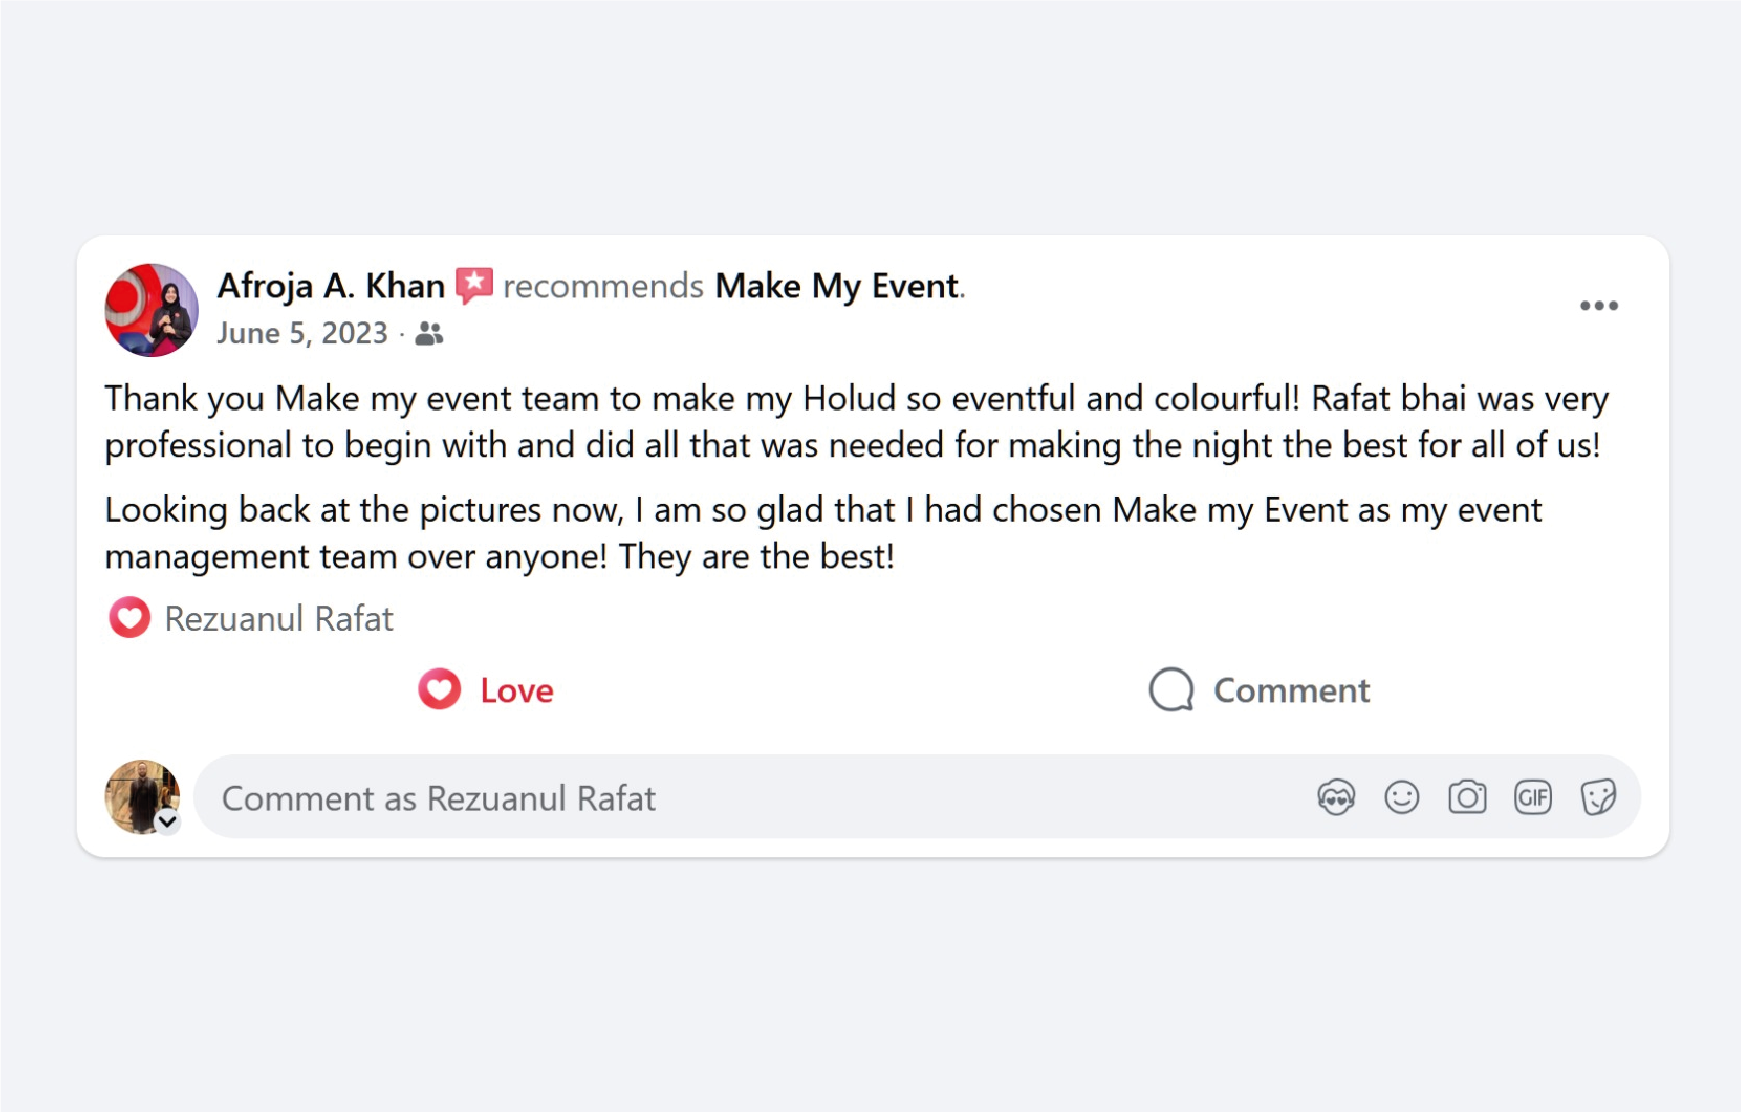 Afroja A. Khan recommends Make My Event.
June 5, 2023 ·
Thank you Make my event team to make my Holud so eventful and colourful! Rafat bhai was very
professional to begin with and did all that was needed for making the night the best for all of us!
Looking back at the pictures now, I am so glad that I had chosen Make my Event as my event
management team over anyone! They are the best!
Rezuanul Rafat
Love Comment
Comment as Rezuanul Rafat GIF